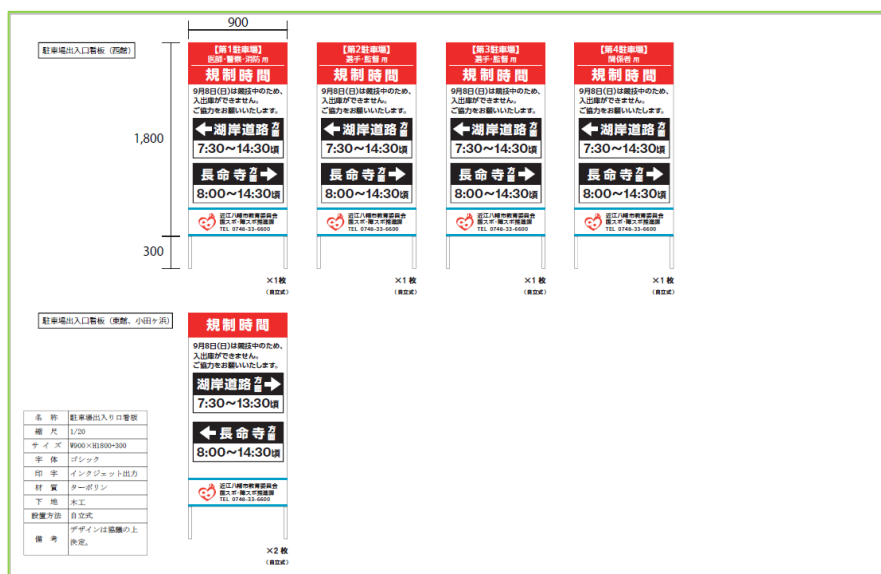 900
駐車場出入口看板（西館）
1,800
300
【第1駐車場】
医師・警察・消防用
規制時間
9月8日(日)は競技中のため、
入出庫ができません。
ご協力をお願いいたします。
←湖岸道路方面
7:30～14:30頃
長命寺方面→
8:00～14:30頃
近江八幡市教育委員会
国スポ・障スポ推進課
TEL 0748-33-6600
×1枚
（自立式）
【第2駐車場】
選手・監督用
規制時間
9月8日(日)は競技中のため、
入出庫ができません。
ご協力をお願いいたします。
←湖岸道路方面
7:30～14:30頃
長命寺方面→
8:00～14:30頃
近江八幡市教育委員会
国スポ・障スポ推進課
TEL 0748-33-6600
×1枚
（自立式）
【第3駐車場】
選手・監督用
規制時間
9月8日(日)は競技中のため、
入出庫ができません。
ご協力をお願いいたします。
←湖岸道路方面
7:30～14:30頃
長命寺方面→
8:00～14:30頃
近江八幡市教育委員会
国スポ・障スポ推進課
TEL 0748-33-6600
×1枚
（自立式）
【第4駐車場】
関係者用
規制時間
9月8日(日)は競技中のため、
入出庫ができません。
ご協力をお願いいたします。
←湖岸道路方面
7:30～14:30頃
長命寺方面→
8:00～14:30頃
近江八幡市教育委員会
国スポ・障スポ推進課
TEL 0748-33-6600
×1枚
（自立式）
駐車場出入口看板（東館、小田ヶ浜）
規制時間
9月8日(日)は競技中のため、
入出庫ができません。
ご協力をお願いいたします。
湖岸道路方面→
7:30～13:30頃
←長命寺方面
8:00～14:30頃
近江八幡市教育委員会
国スポ・障スポ推進課
TEL 0748-33-6600
×2枚
（自立式）
名称 駐車場出入り口看板
縮尺 1/20
サイズ W900×H1800+300
字体 ゴシック
印字 インクジェット出力
材質 ターポリン
下地 木工
設置方法 自立式
備考 デザインは協議の上
決定。